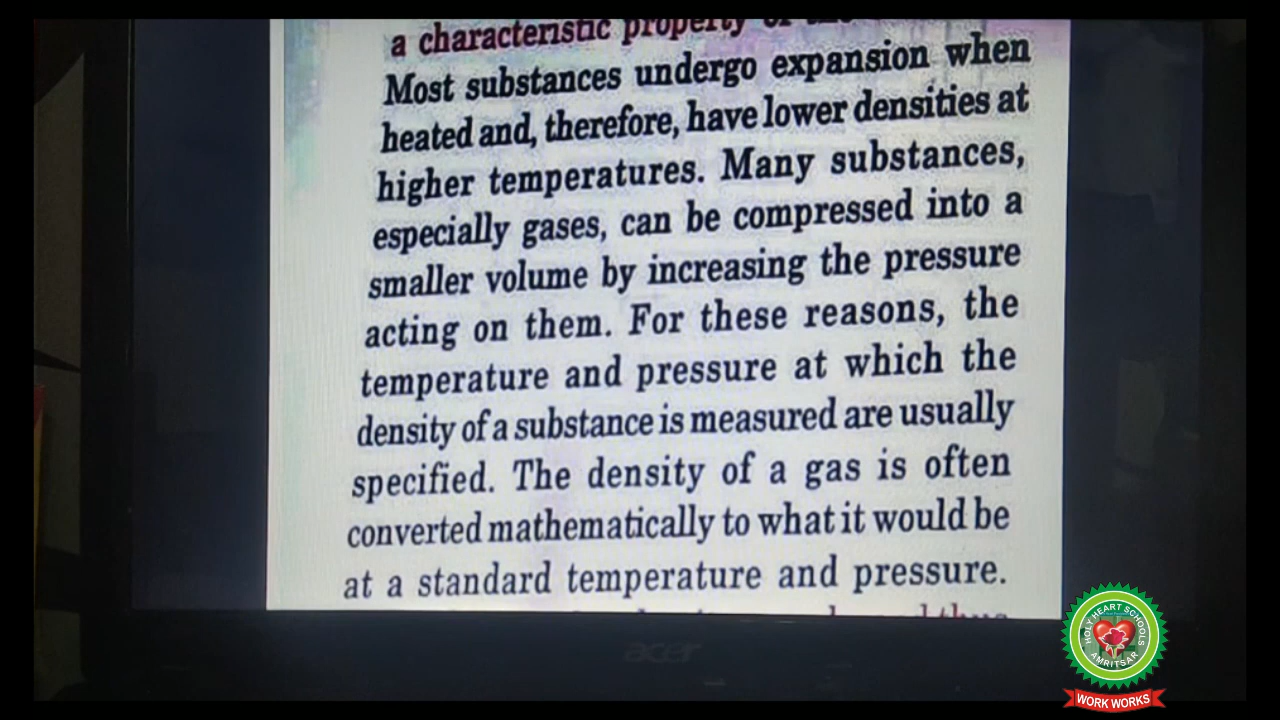 a characteristic property of
Most substances undergo expansion when
heated and, therefore, have lower densities at
higher temperatures. Many substances,
especially gases, can be compressed into a
smaller volume by increasing the pressure
acting on them. For these reasons, the
temperature and pressure at which the
density of a substance is measured are usually
specified. The density of a gas is often
converted mathematically to what it would be
at a standard temperature and pressure.
thus
acer
HOLY HEART SCHOOLS
AMRITSAR
WORK WORKS